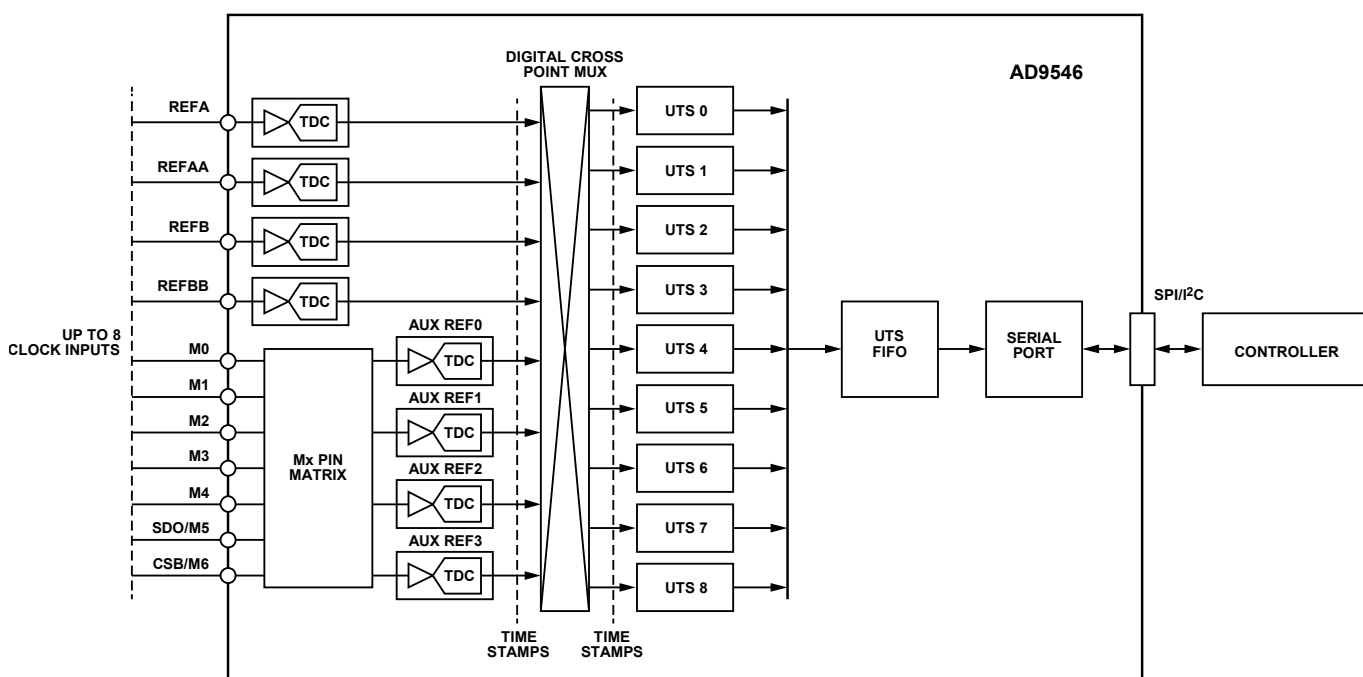 DIGITAL CROSS
POINT MUX
AD9546
REFA
TDC
UTS 0
REFAA
TDC
UTS 1
REFB
TDC
UTS 2
REFBB
TDC
UTS 3
SPI/I²C
UP TO 8
CLOCK INPUTS
M0
M1
M2
M3
M4
SDO/M5
CSB/M6
Mx PIN
MATRIX
AUX REF0
TDC
AUX REF1
TDC
AUX REF2
TDC
AUX REF3
TDC
UTS 4
UTS 5
UTS 6
UTS 7
UTS 8
UTS
FIFO
SERIAL
PORT
CONTROLLER
TIME
STAMPS
TIME
STAMPS